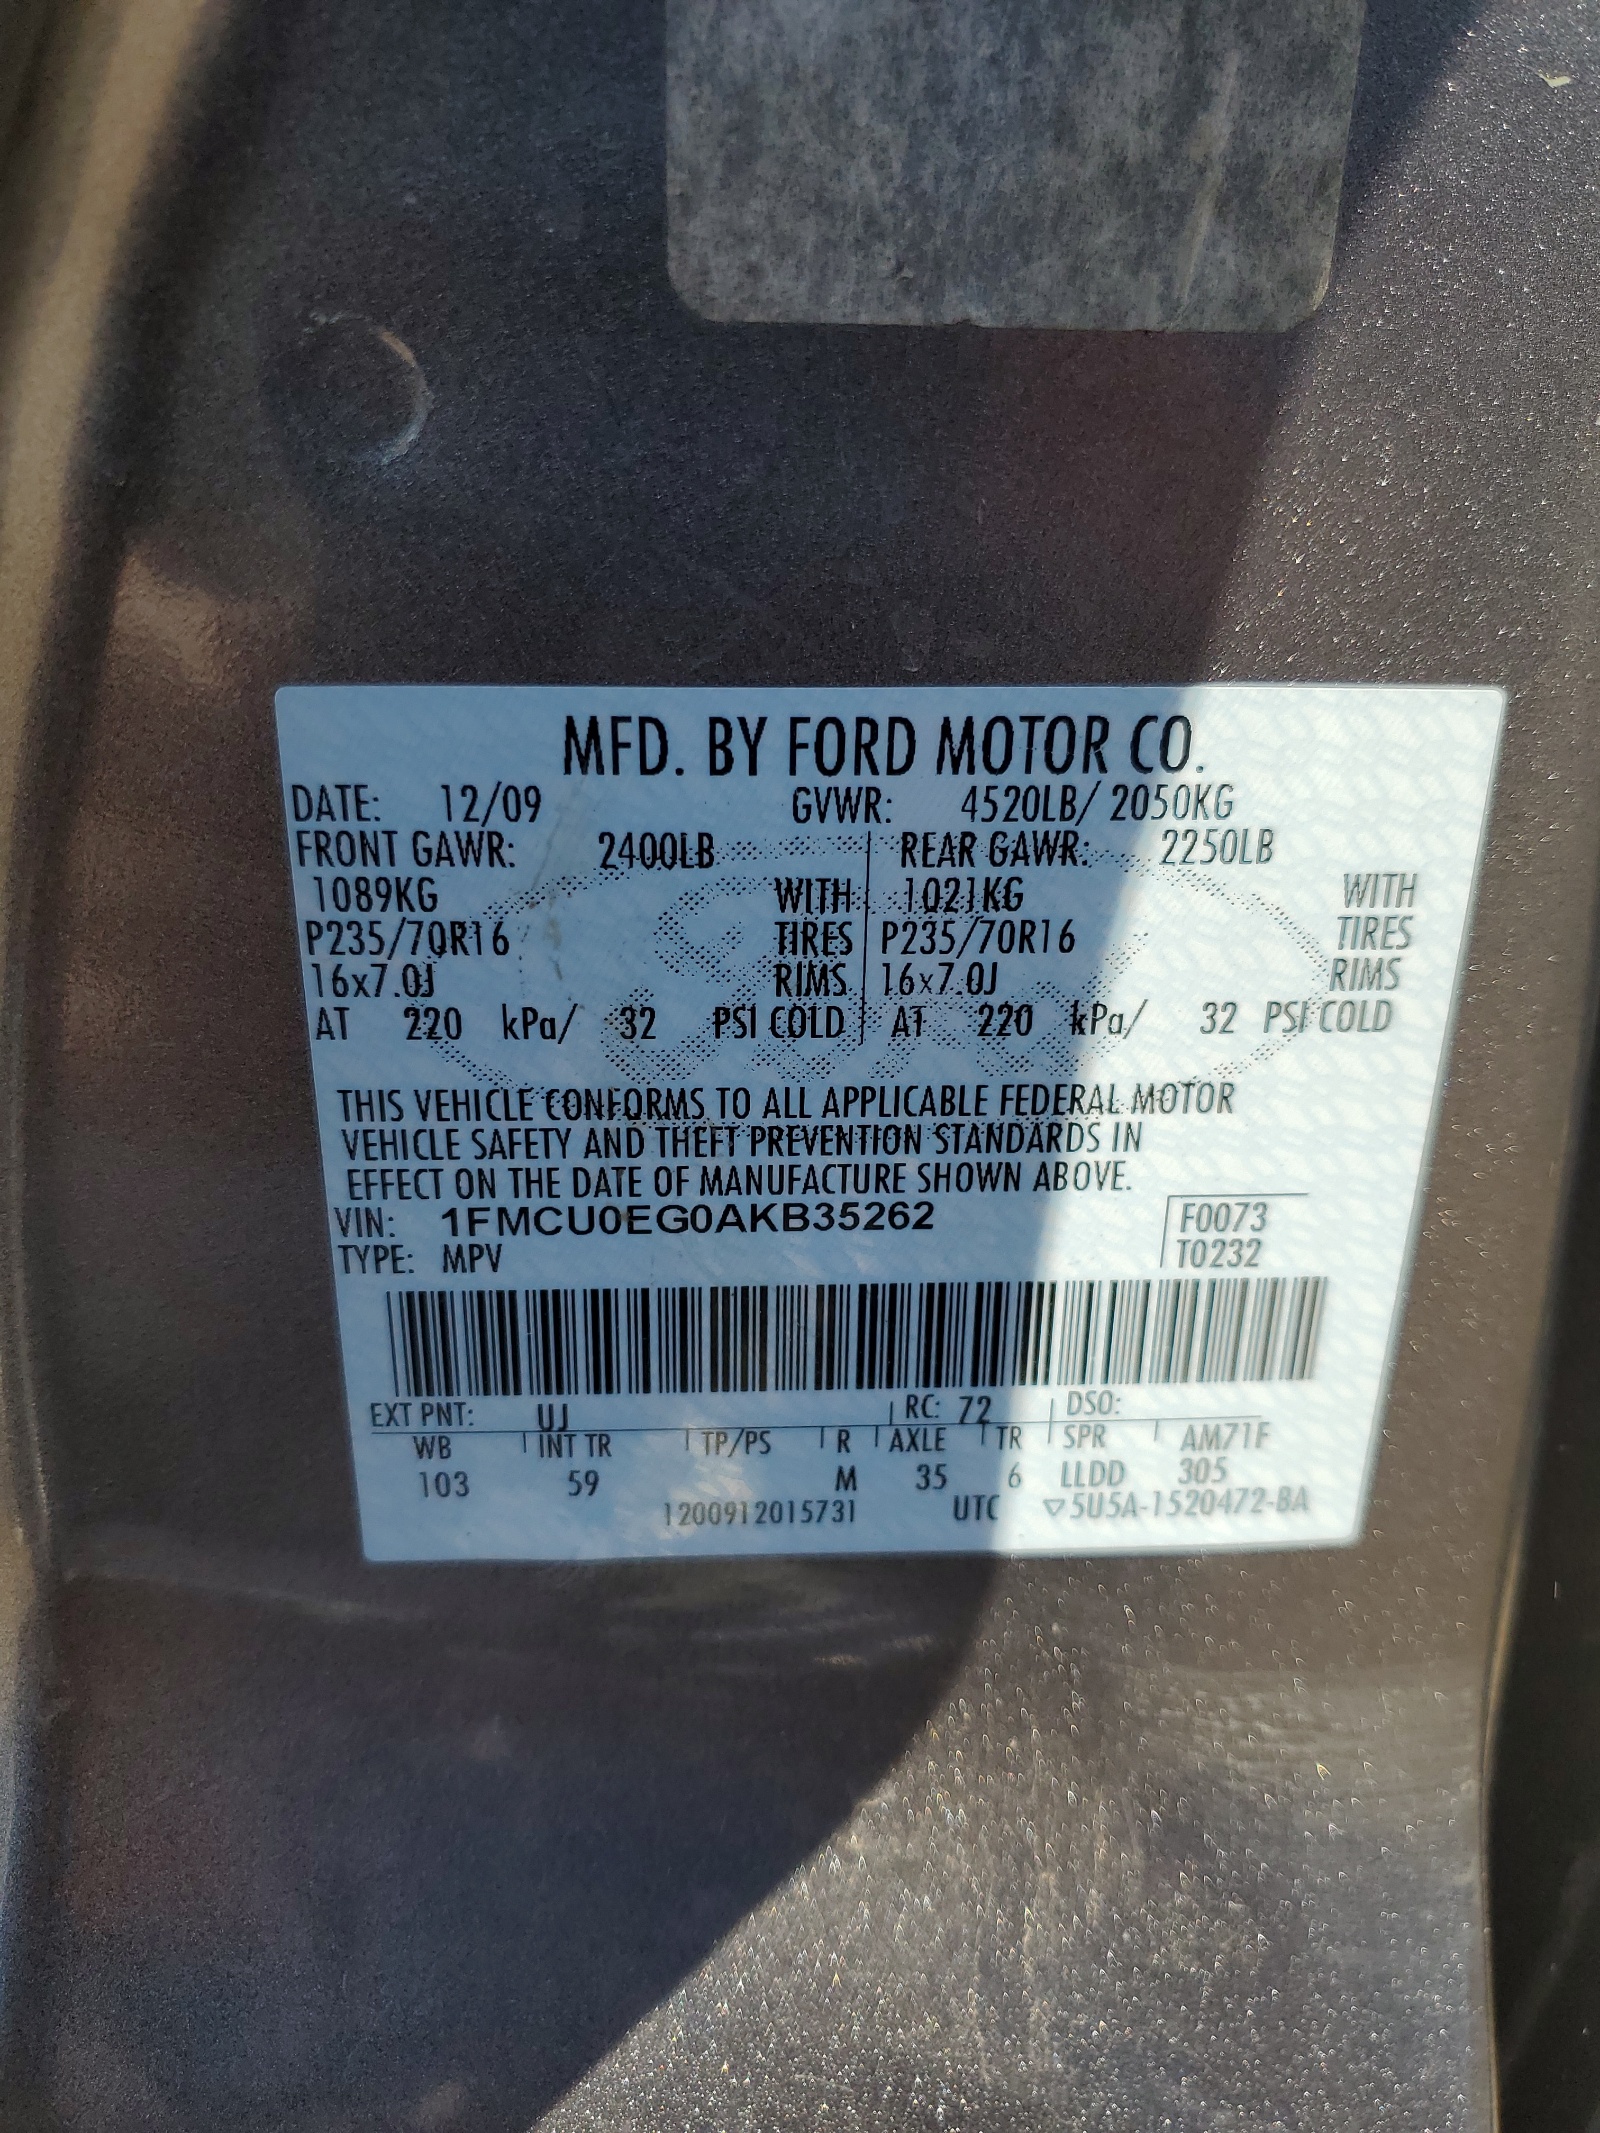 MFD. BY FORD MOTOR CO.
DATE: 12/09 GVWR: 4520LB/ 2050KG
FRONT GAWR: 2400LB REAR GAWR: 2250LB
1089KG WITH 1021KG WITH
P235/70R16 TIRES P235/70R16 TIRES
16x7.0J RIMS 16x7.0J RIMS
AT 220 kPa/ 32 PSI COLD AT 220 kPa/ 32 PSI COLD
THIS VEHICLE CONFORMS TO ALL APPLICABLE FEDERAL MOTOR
VEHICLE SAFETY AND THEFT PREVENTION STANDARDS IN
EFFECT ON THE DATE OF MANUFACTURE SHOWN ABOVE.
VIN: 1FMCU0EG0AKB35262 F0073
TYPE: MPV T0232
EXT PNT: UJ RC: 72 DSO:
WB INT TR TP/PS R AXLE TR SPR AM71F
103 59 M 35 6 LLDD 305
1200912015731 UTC ▽5U5A-1520472-BA